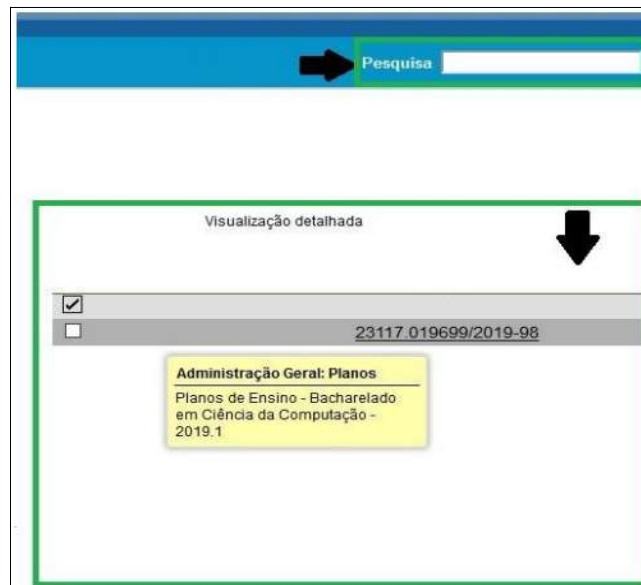 Pesquisa
Visualização detalhada
23117.019699/2019-98
Administração Geral: Planos
Planos de Ensino - Bacharelado
em Ciência da Computação -
2019.1